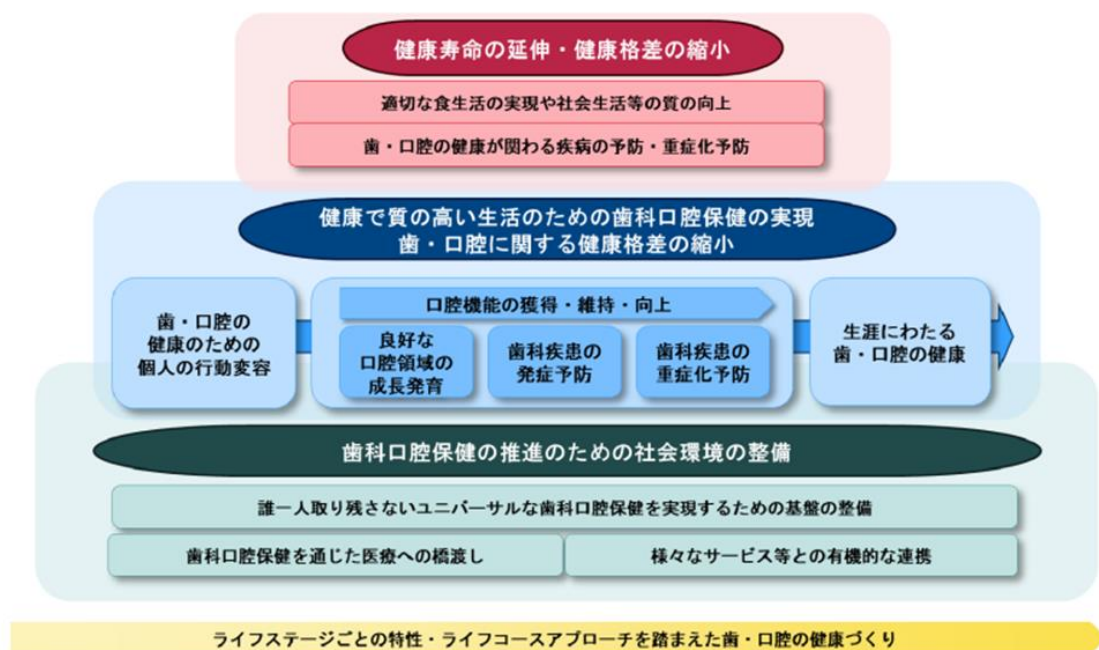 健康寿命の延伸・健康格差の縮小
適切な食生活の実現や社会生活等の質の向上
歯・口腔の健康が関わる疾病の予防・重症化予防
健康で質の高い生活のための歯科口腔保健の実現
歯・口腔に関する健康格差の縮小
歯・口腔の
健康のための
個人の行動変容
口腔機能の獲得・維持・向上
良好な
口腔領域の
成長発育
歯科疾患の
発症予防
歯科疾患の
重症化予防
生涯にわたる
歯・口腔の健康
歯科口腔保健の推進のための社会環境の整備
誰一人取り残さないユニバーサルな歯科口腔保健を実現するための基盤の整備
歯科口腔保健を通じた医療への橋渡し
様々なサービス等との有機的な連携
ライフステージごとの特性・ライフコースアプローチを踏まえた歯・口腔の健康づくり